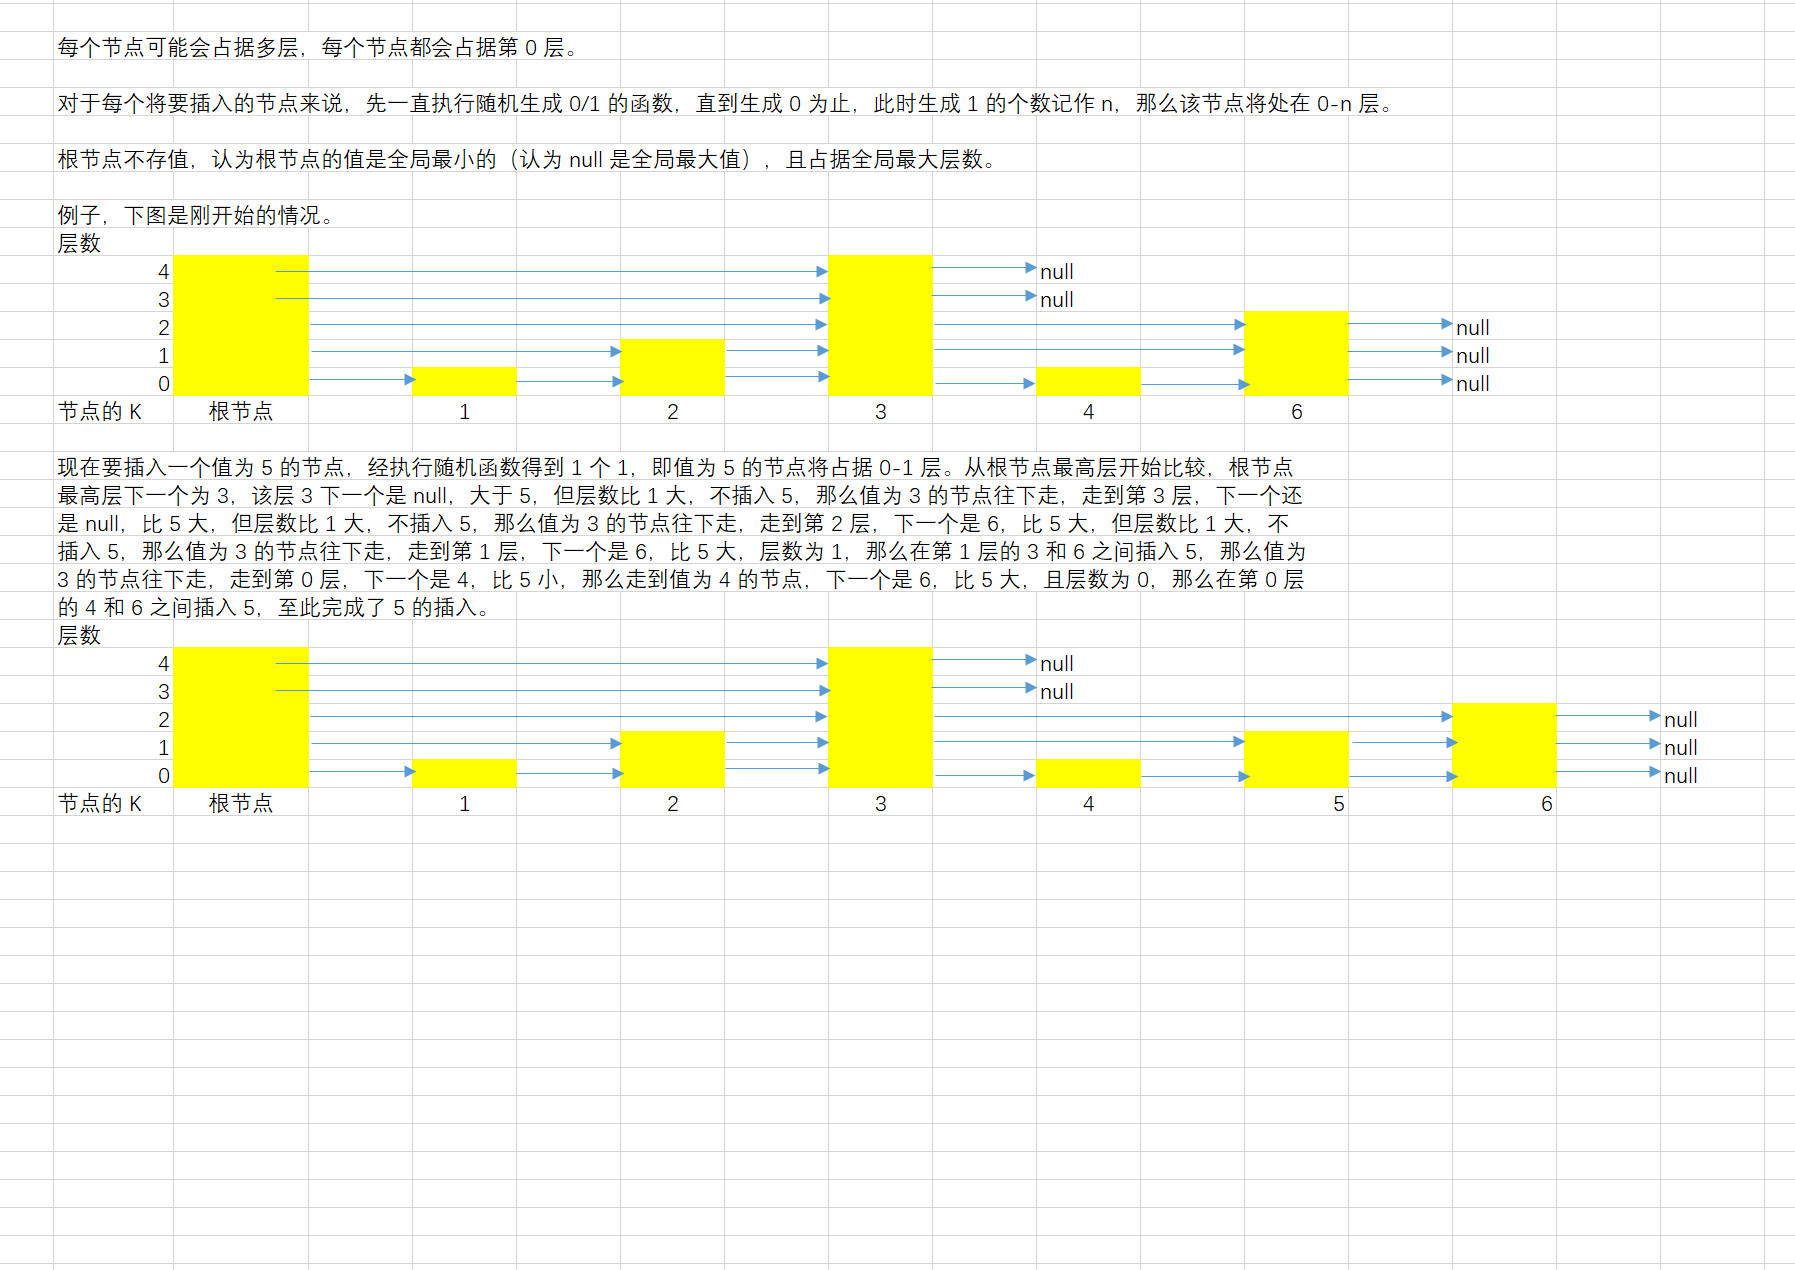 每个节点可能会占据多层，每个节点都会占据第 0 层。
对于每个将要插入的节点来说，先一直执行随机生成 0/1 的函数，直到生成 0 为止，此时生成 1 的个数记作 n，那么该节点将处在 0-n 层。
根节点不存值，认为根节点的值是全局最小的（认为 null 是全局最大值），且占据全局最大层数。
例子，下图是刚开始的情况。
层数
4 null
3 null
2 null
1 null
0 null
节点的 K 根节点 1 2 3 4 6
现在要插入一个值为 5 的节点，经执行随机函数得到 1 个 1，即值为 5 的节点将占据 0-1 层。从根节点最高层开始比较，根节点
最高层下一个为 3，该层 3 下一个是 null，大于 5，但层数比 1 大，不插入 5，那么值为 3 的节点往下走，走到第 3 层，下一个还
是 null，比 5 大，但层数比 1 大，不插入 5，那么值为 3 的节点往下走，走到第 2 层，下一个是 6，比 5 大，但层数比 1 大，不
插入 5，那么值为 3 的节点往下走，走到第 1 层，下一个是 6，比 5 大，层数为 1，那么在第 1 层的 3 和 6 之间插入 5，那么值为
3 的节点往下走，走到第 0 层，下一个是 4，比 5 小，那么走到值为 4 的节点，下一个是 6，比 5 大，且层数为 0，那么在第 0 层
的 4 和 6 之间插入 5，至此完成了 5 的插入。
层数
4 null
3 null
2 null
1 null
0 null
节点的 K 根节点 1 2 3 4 5 6